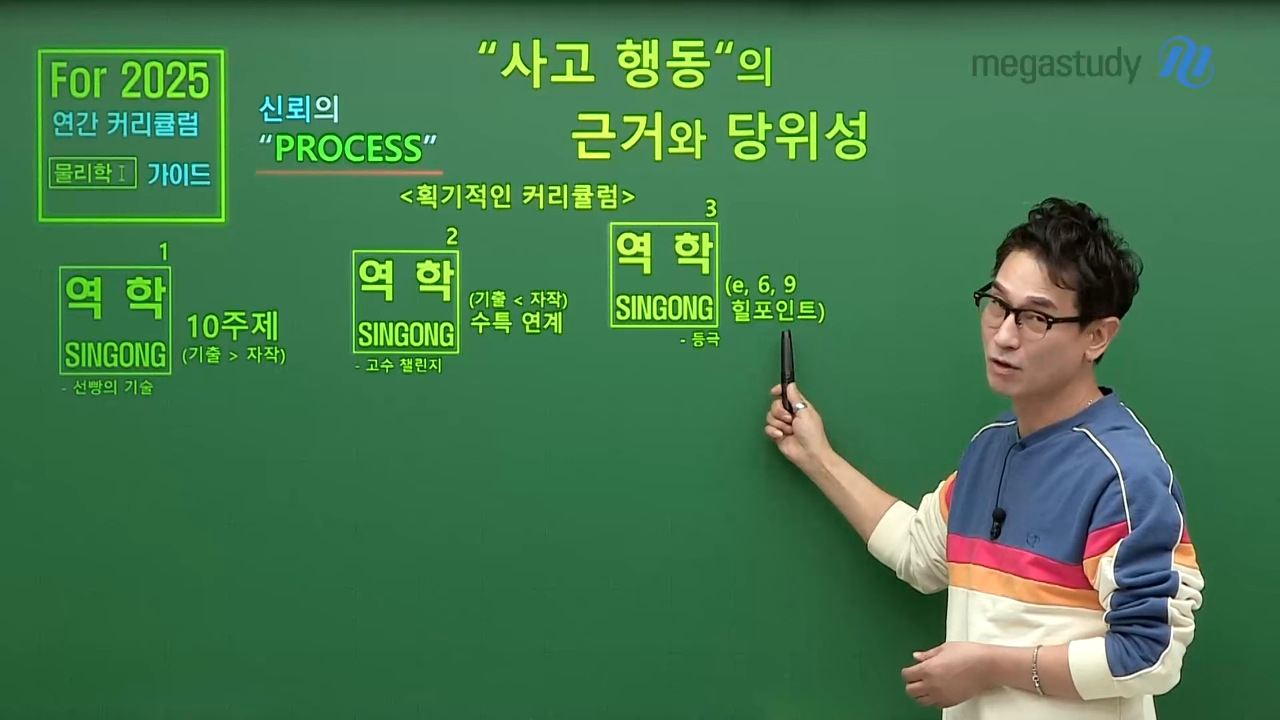 For 2025
연간 커리큘럼
물리학Ⅰ 가이드
신뢰의
“PROCESS”
“사고 행동“의
근거와 당위성
megastudy
<획기적인 커리큘럼>
1
역 학
SINGONG
- 선빵의 기술
10주제
(기출 > 자작)
2
역 학
SINGONG
- 고수 챌린지
(기출 < 자작)
수특 연계
3
역 학
SINGONG
- 등극
(e, 6, 9
힐포인트)